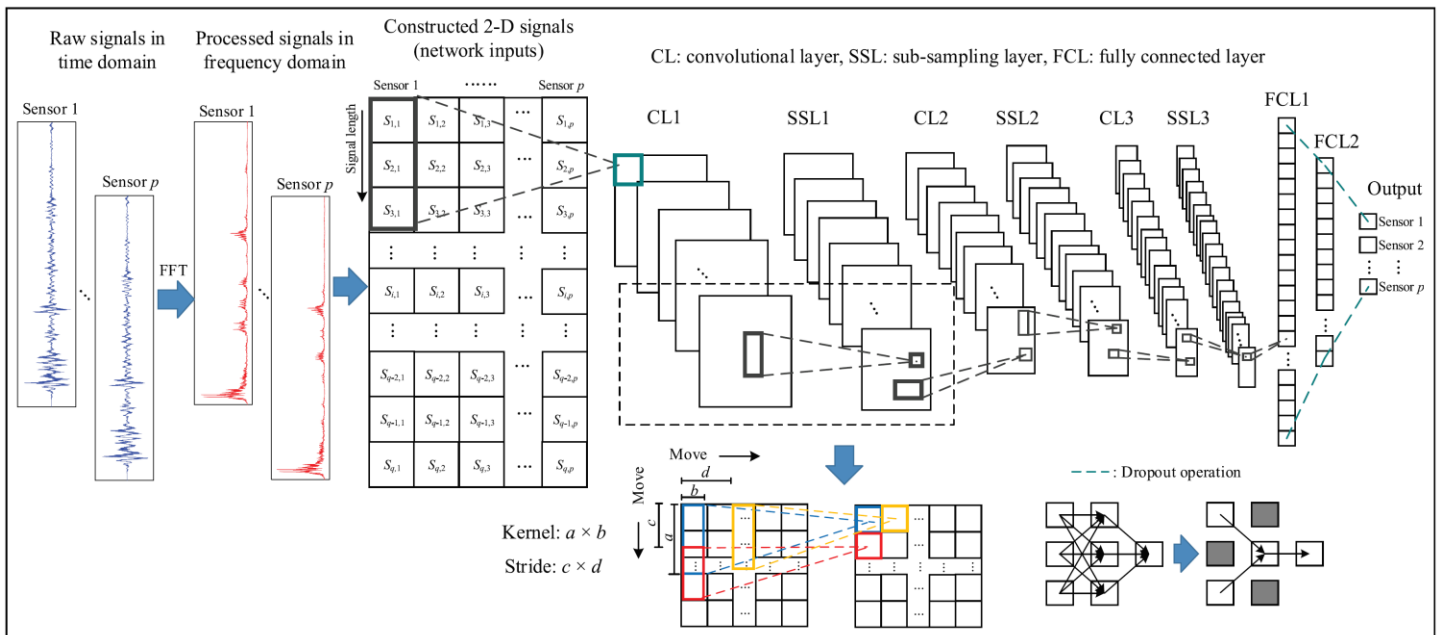 Raw signals in
time domain
Processed signals in
frequency domain
Constructed 2-D signals
(network inputs)
CL: convolutional layer, SSL: sub-sampling layer, FCL: fully connected layer
Sensor 1
Sensor p
FFT
Sensor 1
Sensor p
Sensor 1 ...... Sensor p
Signal length
S1,1 S1,2 S1,3 ... S1,p
S2,1 S2,2 S2,3 ... S2,p
S3,1 S3,2 S3,3 ... S3,p
Si,1 Si,2 Si,3 ... Si,p
Sq-2,1 Sq-2,2 Sq-2,3 ... Sq-2,p
Sq-1,1 Sq-1,2 Sq-1,3 ... Sq-1,p
Sq,1 Sq,2 Sq,3 ... Sq,p
CL1 SSL1 CL2 SSL2 CL3 SSL3 FCL1 FCL2
Output
Sensor 1
Sensor 2
Sensor p
Move
Move
d
b
c
a
Kernel: a × b
Stride: c × d
: Dropout operation